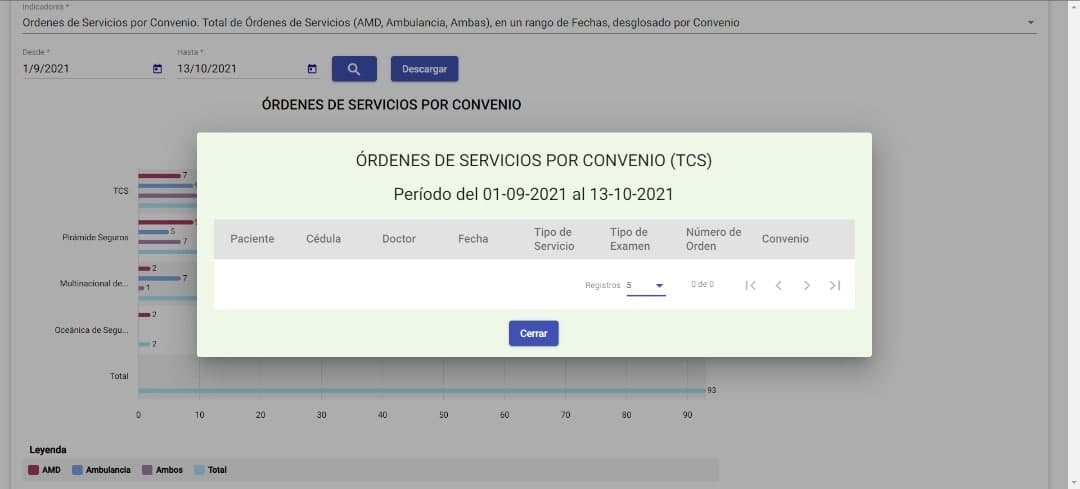 Indicadores *
Ordenes de Servicios por Convenio. Total de Órdenes de Servicios (AMD, Ambulancia, Ambas), en un rango de Fechas, desglosado por Convenio
Desde * Hasta *
1/9/2021 13/10/2021 Descargar
ÓRDENES DE SERVICIOS POR CONVENIO
ÓRDENES DE SERVICIOS POR CONVENIO (TCS)
Período del 01-09-2021 al 13-10-2021
Paciente Cédula Doctor Fecha Tipo de Servicio Tipo de Examen Número de Orden Convenio
Registros 5 0 de 0
Cerrar
7
TCS
5
Pirámide Seguros
7
2
Multinacional de... 7
1
2
Oceánica de Segu...
2
Total
93
0 10 20 30 40 50 60 70 80 90
Leyenda
AMD Ambulancia Ambos Total